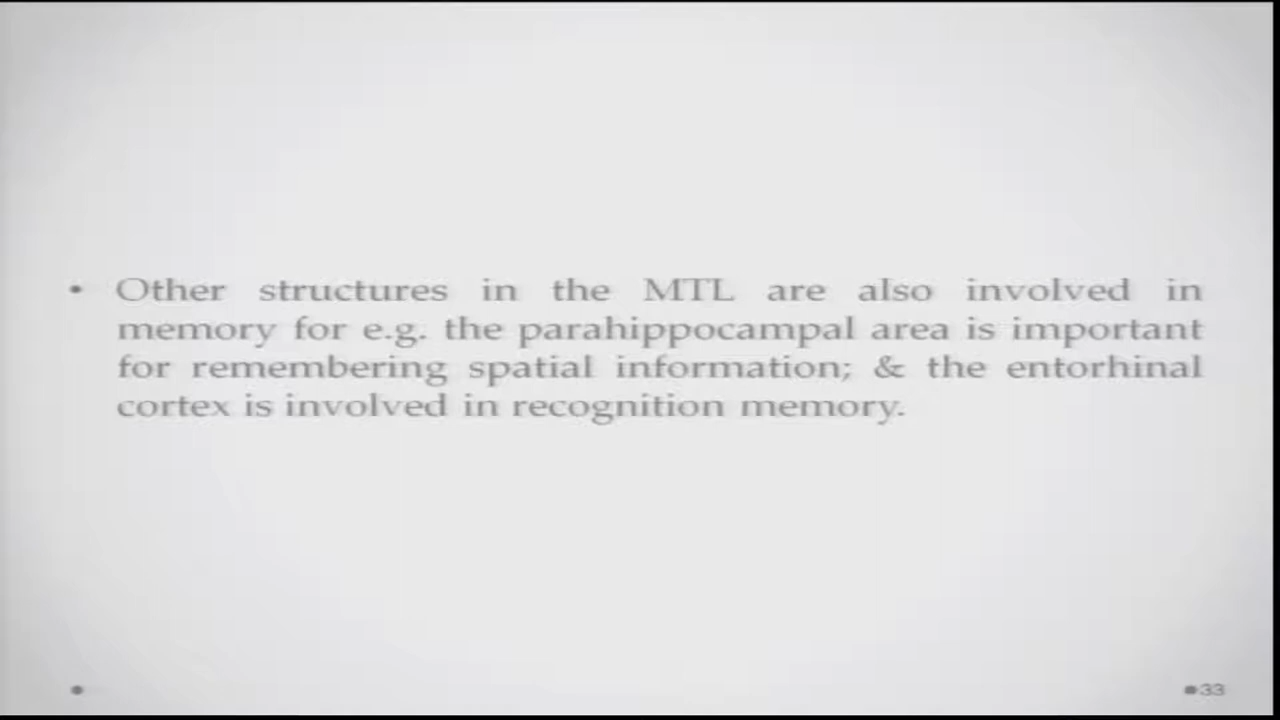 • Other structures in the MTL are also involved in
memory for e.g. the parahippocampal area is important
for remembering spatial information; & the entorhinal
cortex is involved in recognition memory.
•33